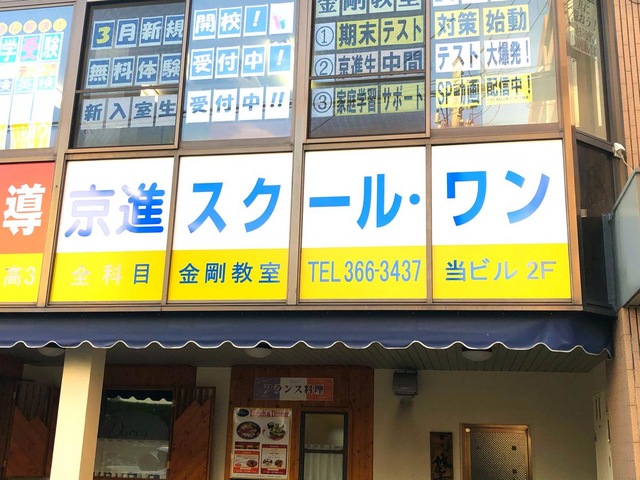 3月新規開校！
無料体験受付中！
新入室生受付中！！
金剛教室
①期末テスト対策始動
②京進生中間テスト大爆発！
③家庭学習サポートSP動画配信中！
導
高3
京進スクール・ワン
全科目 金剛教室 TEL 366-3437 当ビル 2F
フランス料理
Lunch & Dinner